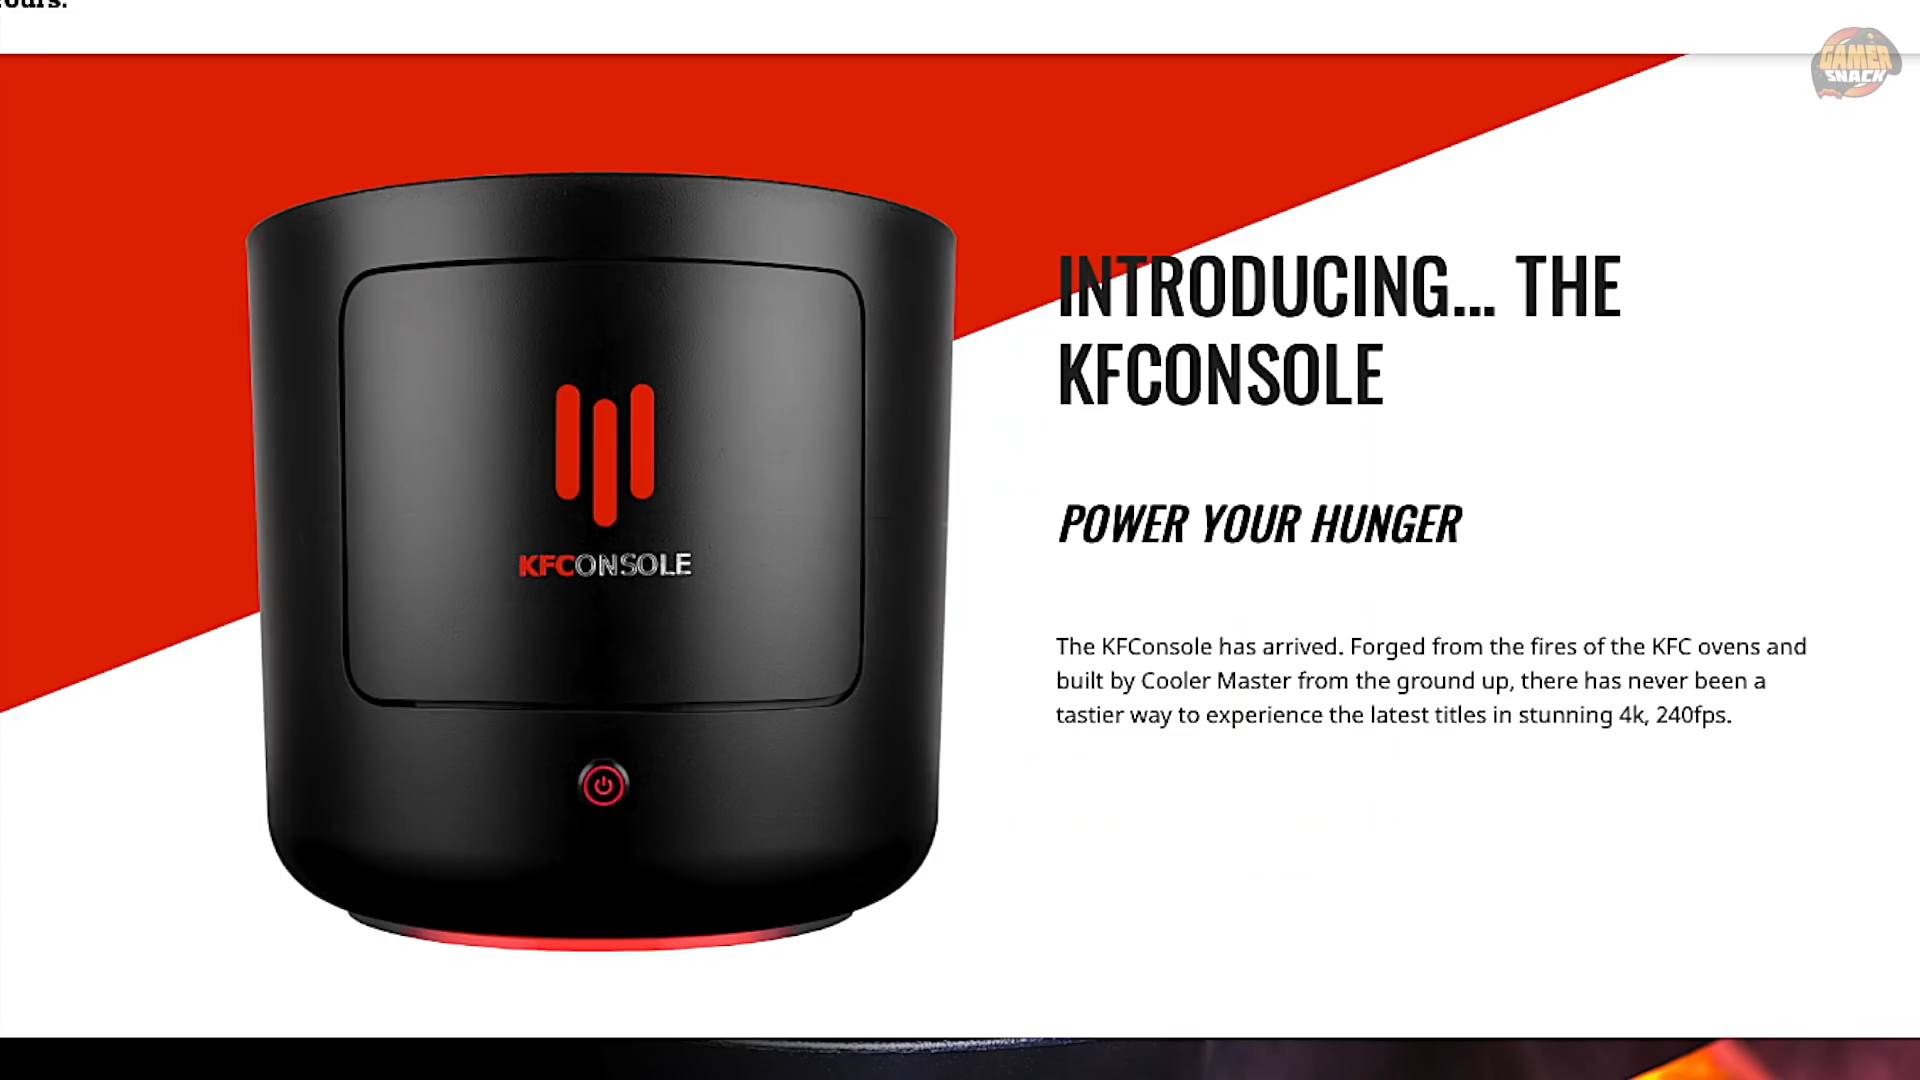 GAMER
SNACK
INTRODUCING... THE
KFCONSOLE
POWER YOUR HUNGER
KFCONSOLE
The KFConsole has arrived. Forged from the fires of the KFC ovens and
built by Cooler Master from the ground up, there has never been a
tastier way to experience the latest titles in stunning 4k, 240fps.